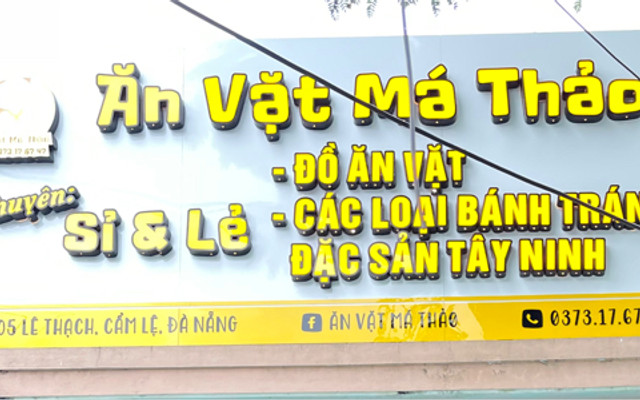 Ăn Vặt Má Thảo
huyên:
Sỉ & Lẻ
- ĐỒ ĂN VẶT
- CÁC LOẠI BÁNH TRÁN
ĐẶC SẢN TÂY NINH
05 LÊ THẠCH, CẨM LỆ, ĐÀ NẴNG
ĂN VẶT MÁ THẢO
0373.17.67